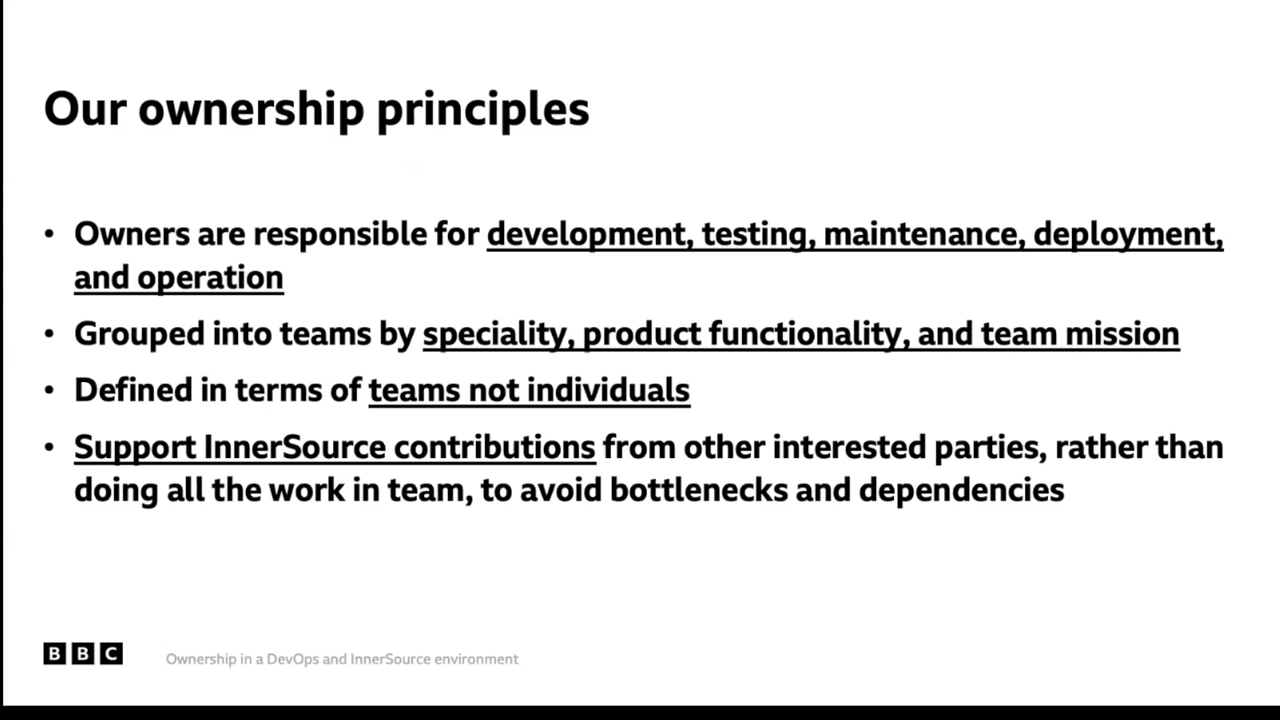 Our ownership principles
• Owners are responsible for development, testing, maintenance, deployment,
and operation
• Grouped into teams by speciality, product functionality, and team mission
• Defined in terms of teams not individuals
• Support InnerSource contributions from other interested parties, rather than
doing all the work in team, to avoid bottlenecks and dependencies
BBC Ownership in a DevOps and InnerSource environment